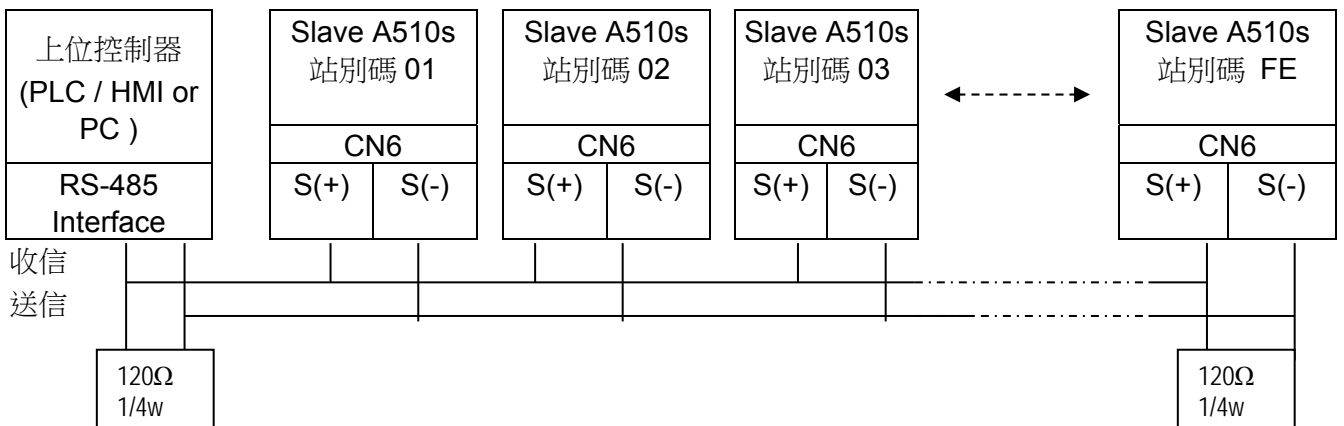 上位控制器
(PLC / HMI or
PC )
RS-485
Interface
Slave A510s
站別碼 01
CN6
S(+) S(-)
Slave A510s
站別碼 02
CN6
S(+) S(-)
Slave A510s
站別碼 03
CN6
S(+) S(-)
Slave A510s
站別碼 FE
CN6
S(+) S(-)
收信
送信
120Ω
1/4w
120Ω
1/4w